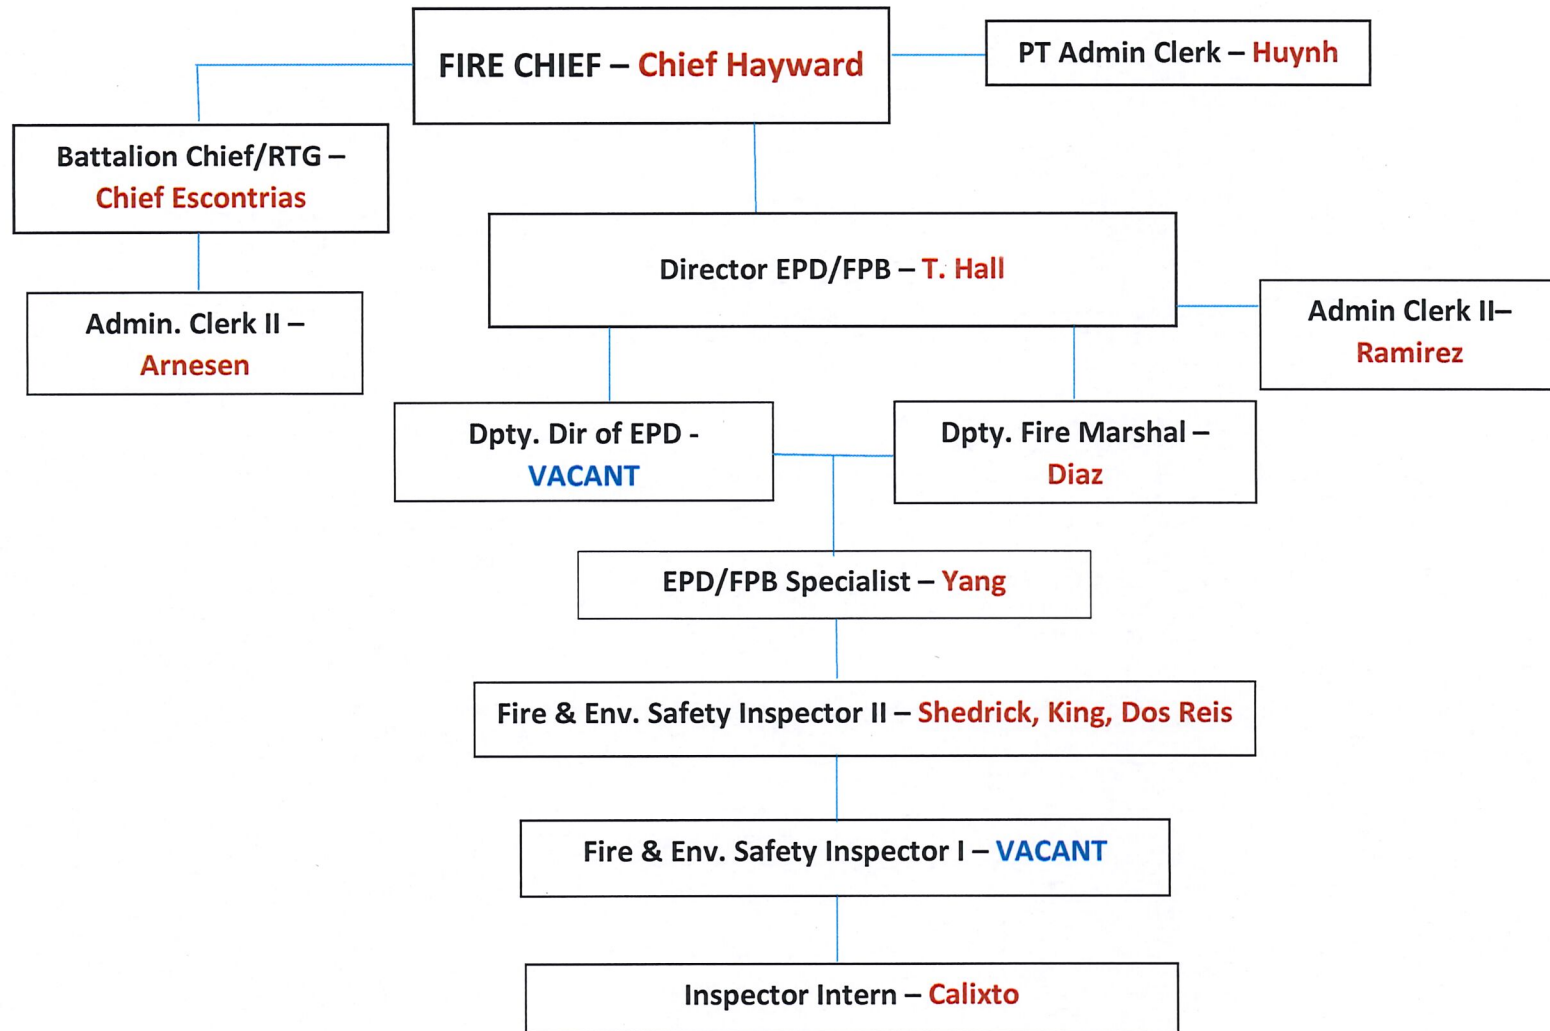 FIRE CHIEF – Chief Hayward
PT Admin Clerk – Huynh
Battalion Chief/RTG –
Chief Escontrias
Director EPD/FPB – T. Hall
Admin. Clerk II –
Arnesen
Admin Clerk II–
Ramirez
Dpty. Dir of EPD -
VACANT
Dpty. Fire Marshal –
Diaz
EPD/FPB Specialist – Yang
Fire & Env. Safety Inspector II – Shedrick, King, Dos Reis
Fire & Env. Safety Inspector I – VACANT
Inspector Intern – Calixto